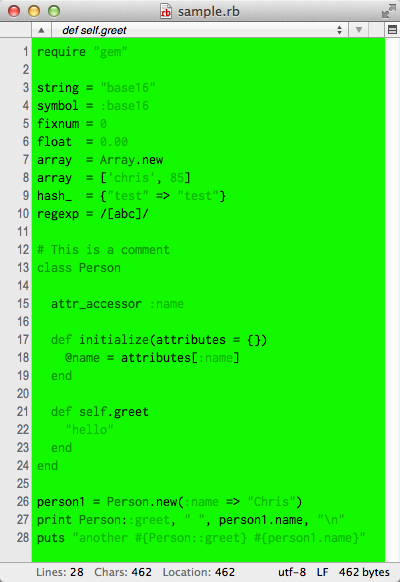 sample.rb
def self.greet
1 require "gem"
2
3 string = "base16"
4 symbol = :base16
5 fixnum = 0
6 float  = 0.00
7 array  = Array.new
8 array  = ['chris', 85]
9 hash_  = {"test" => "test"}
10 regexp = /[abc]/
11
12 # This is a comment
13 class Person
14
15   attr_accessor :name
16
17   def initialize(attributes = {})
18     @name = attributes[:name]
19   end
20
21   def self.greet
22     "hello"
23   end
24 end
25
26 person1 = Person.new(:name => "Chris")
27 print Person::greet, " ", person1.name, "\n"
28 puts "another #{Person::greet} #{person1.name}"
Lines: 28 Chars: 462 Location: 462 utf-8 LF 462 bytes